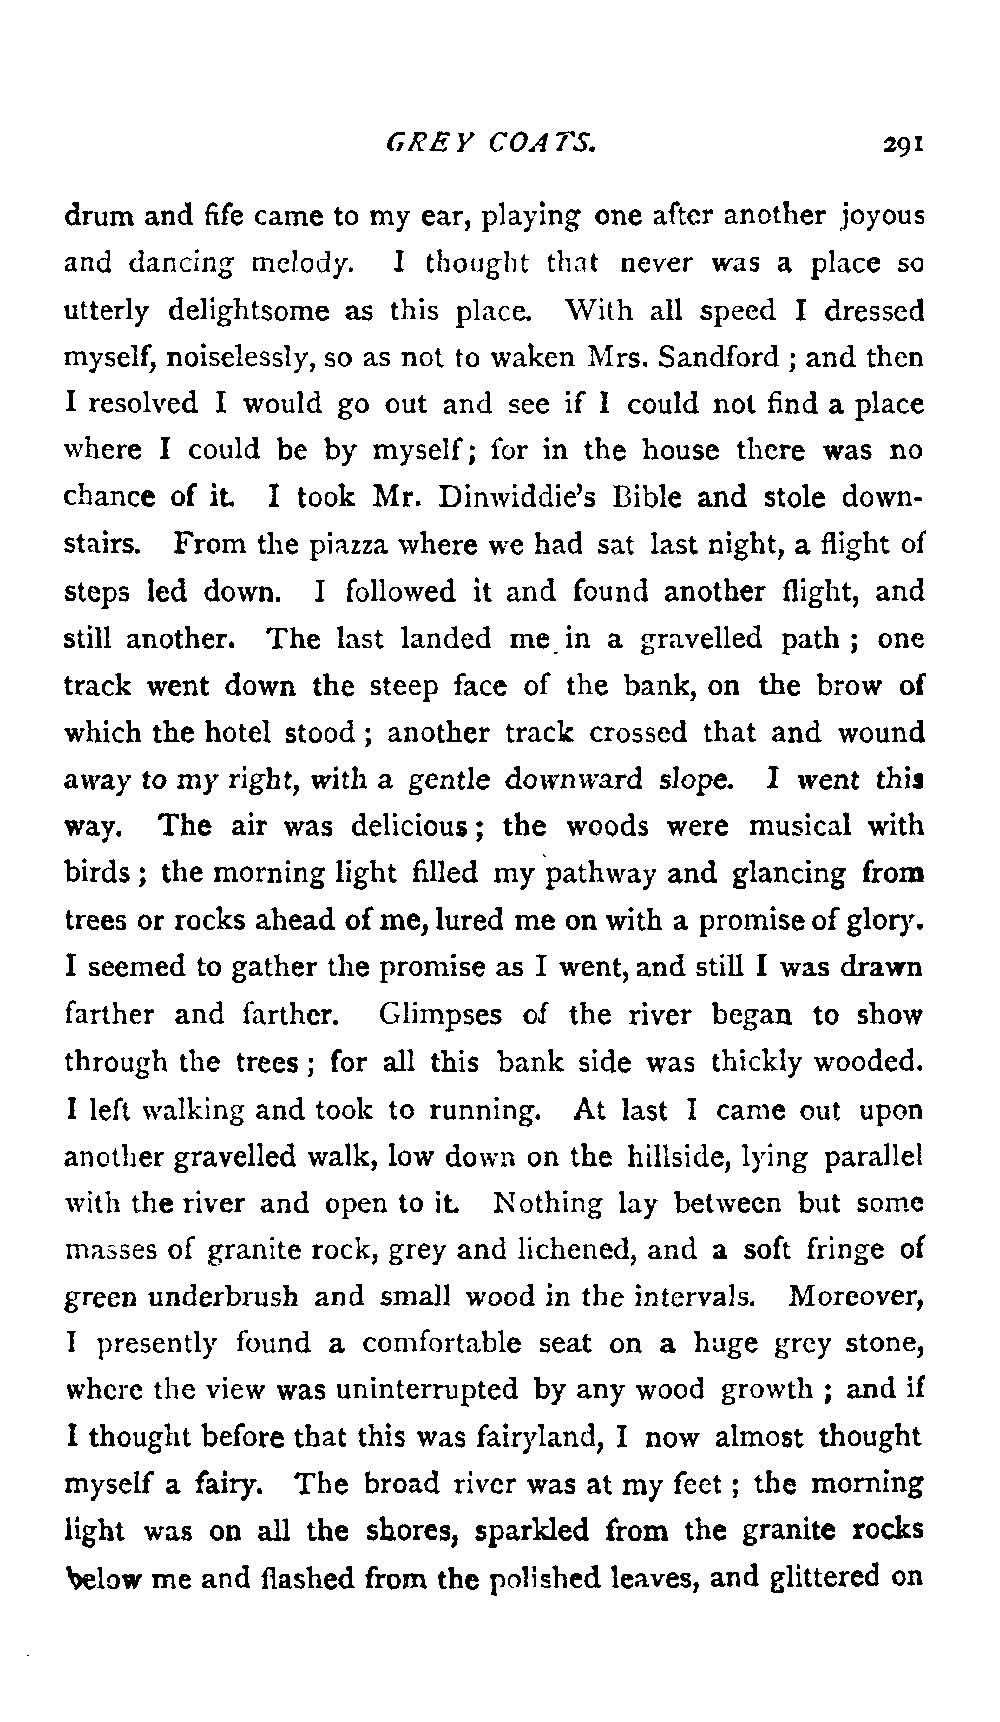 GREY COATS. 291
drum and fife came to my ear, playing one after another joyous
and dancing melody. I thought that never was a place so
utterly delightsome as this place. With all speed I dressed
myself, noiselessly, so as not to waken Mrs. Sandford ; and then
I resolved I would go out and see if I could not find a place
where I could be by myself; for in the house there was no
chance of it. I took Mr. Dinwiddie's Bible and stole down-
stairs. From the piazza where we had sat last night, a flight of
steps led down. I followed it and found another flight, and
still another. The last landed me in a gravelled path ; one
track went down the steep face of the bank, on the brow of
which the hotel stood ; another track crossed that and wound
away to my right, with a gentle downward slope. I went this
way. The air was delicious; the woods were musical with
birds ; the morning light filled my pathway and glancing from
trees or rocks ahead of me, lured me on with a promise of glory.
I seemed to gather the promise as I went, and still I was drawn
farther and farther. Glimpses of the river began to show
through the trees ; for all this bank side was thickly wooded.
I left walking and took to running. At last I came out upon
another gravelled walk, low down on the hillside, lying parallel
with the river and open to it. Nothing lay between but some
masses of granite rock, grey and lichened, and a soft fringe of
green underbrush and small wood in the intervals. Moreover,
I presently found a comfortable seat on a huge grey stone,
where the view was uninterrupted by any wood growth ; and if
I thought before that this was fairyland, I now almost thought
myself a fairy. The broad river was at my feet ; the morning
light was on all the shores, sparkled from the granite rocks
below me and flashed from the polished leaves, and glittered on